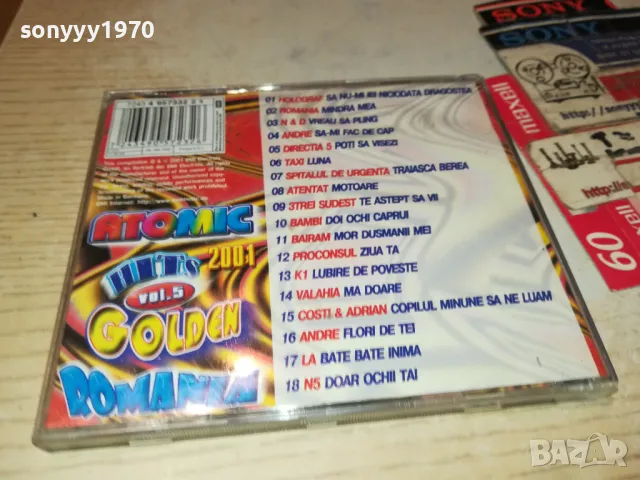 sonyyy1970
SONY
SONY
maxell
60
http://
ATOMIC
HITS
2001
vol.5
GOLDEN
ROMANIA
01 HOLOGRAF SA NU-MI IEI NICIODATA DRAGOSTEA
02 ROMANIA MINDRA MEA
03 N & D VREAU SA PLING
04 ANDRE SA-MI FAC DE CAP
05 DIRECTIA 5 POTI SA VISEZI
06 TAXI LUNA
07 SPITALUL DE URGENTA TRAIASCA BEREA
08 ATENTAT MOTOARE
09 3TREI SUDEST TE ASTEPT SA VII
10 BAMBI DOI OCHI CAPRUI
11 BAIRAM MOR DUSMANII MEI
12 PROCONSUL ZIUA TA
13 K1 LUBIRE DE POVESTE
14 VALAHIA MA DOARE
15 COSTI & ADRIAN COPILUL MINUNE SA NE LUAM
16 ANDRE FLORI DE TEI
17 LA BATE BATE INIMA
18 N5 DOAR OCHII TAI
BAZAR